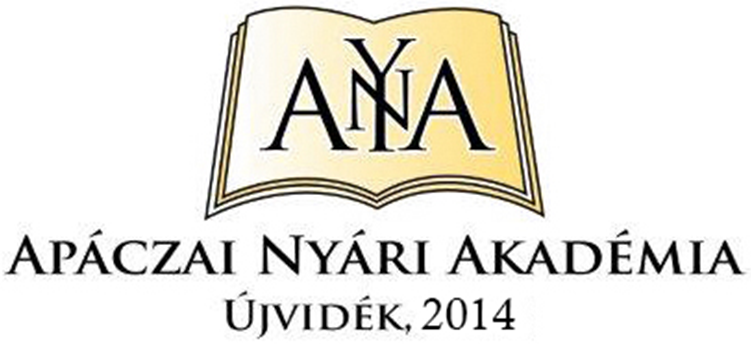 ANYA
APÁCZAI NYÁRI AKADÉMIA
ÚJVIDÉK, 2014